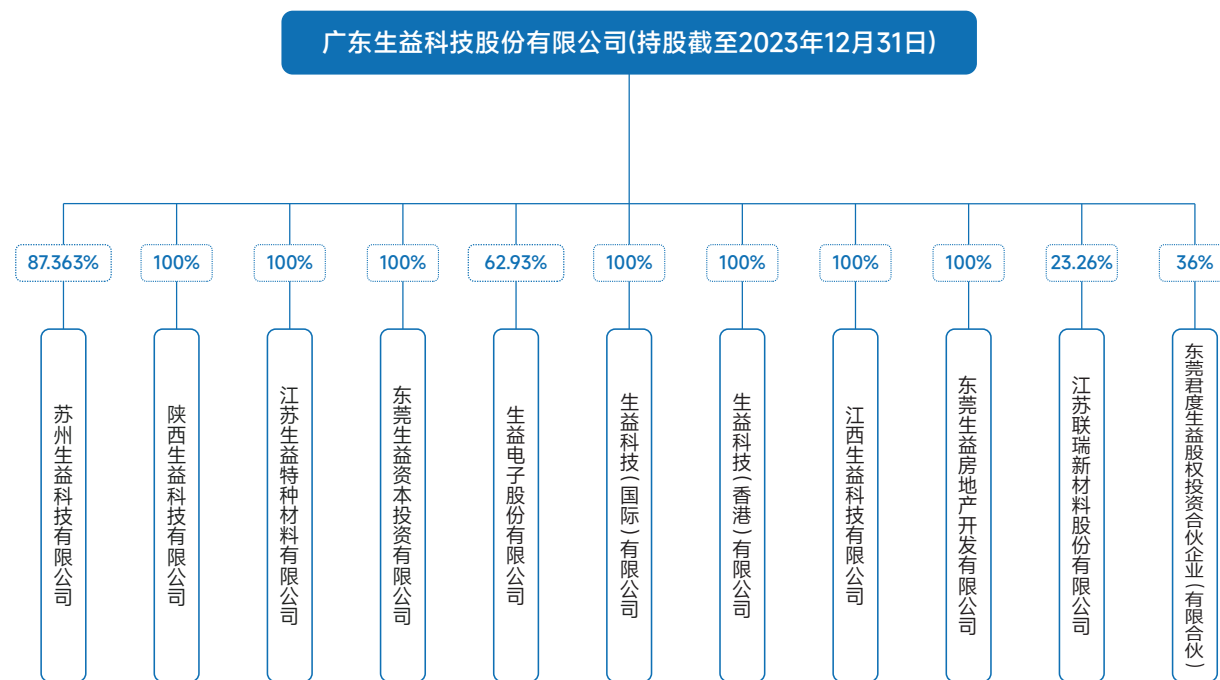 广东生益科技股份有限公司(持股截至2023年12月31日)
87.363%
100%
100%
100%
62.93%
100%
100%
100%
100%
23.26%
36%
苏州生益科技有限公司
陕西生益科技有限公司
江苏生益特种材料有限公司
东莞生益资本投资有限公司
生益电子股份有限公司
生益科技(国际)有限公司
生益科技(香港)有限公司
江西生益科技有限公司
东莞生益房地产开发有限公司
江苏联瑞新材料股份有限公司
东莞君度生益股权投资合伙企业(有限合伙)